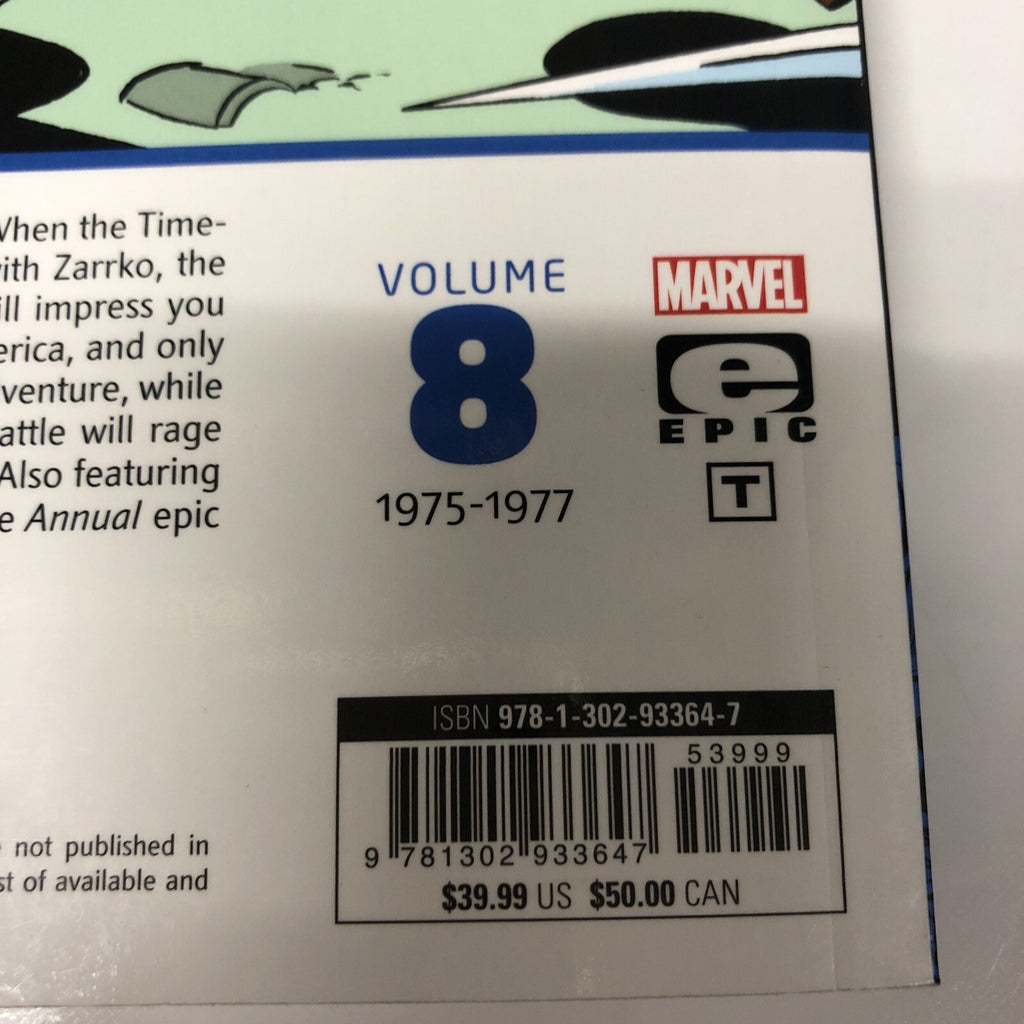 When the Time-
with Zarrko, the
ill impress you
erica, and only
venture, while
attle will rage
Also featuring
e Annual epic
VOLUME
8
1975-1977
MARVEL
e
EPIC
T
not published in
st of available and
ISBN 978-1-302-93364-7
53999
9 781302 933647
$39.99 US $50.00 CAN